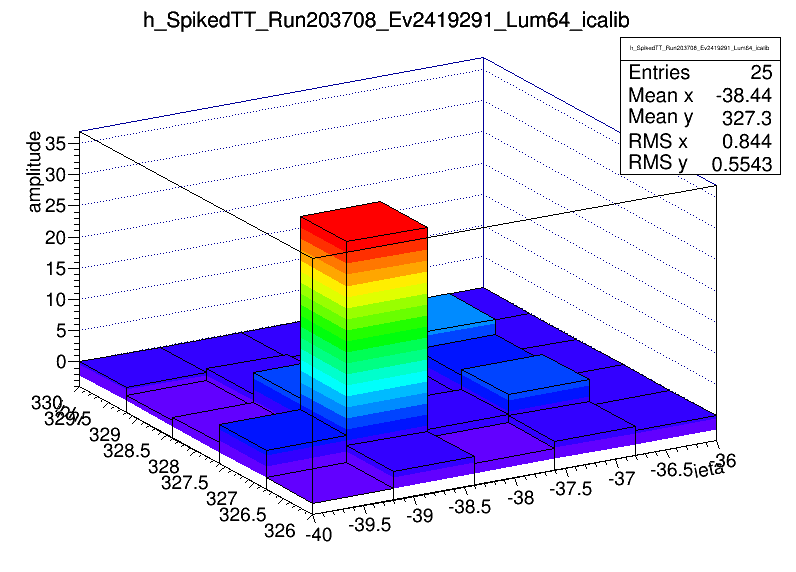 h_SpikedTT_Run203708_Ev2419291_Lum64_icalib
h_SpikedTT_Run203708_Ev2419291_Lum64_icalib
Entries 25
Mean x -38.44
Mean y 327.3
RMS x 0.844
RMS y 0.5543
amplitude
35
30
25
20
15
10
5
0
330
329.5
329
328.5
328
327.5
327
326.5
326
-40
-39.5
-39
-38.5
-38
-37.5
-37
-36.5
-36
ieta